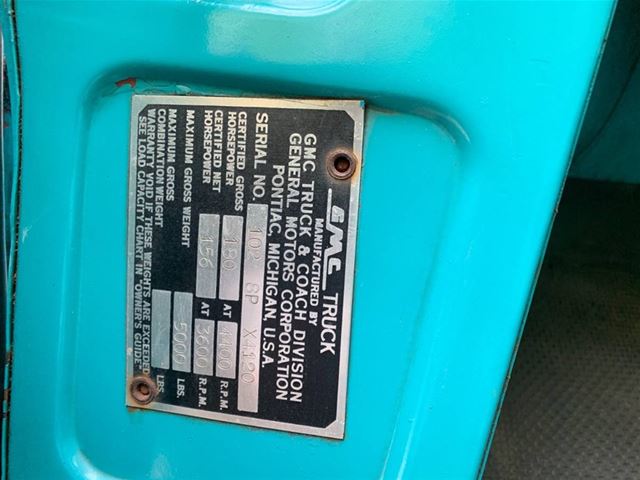 GMC TRUCK
MANUFACTURED BY
GMC TRUCK & COACH DIVISION
GENERAL MOTORS CORPORATION
PONTIAC, MICHIGAN, U.S.A.
SERIAL NO. 102 8P X4120
CERTIFIED GROSS HORSEPOWER 180 AT 4400 R.P.M.
CERTIFIED NET HORSEPOWER 156 AT 3600 R.P.M.
MAXIMUM GROSS WEIGHT 5000 LBS.
MAXIMUM GROSS COMBINATION WEIGHT LBS.
WARRANTY VOID IF THESE WEIGHTS ARE EXCEEDED
SEE LOAD CAPACITY CHART IN "OWNER'S GUIDE"